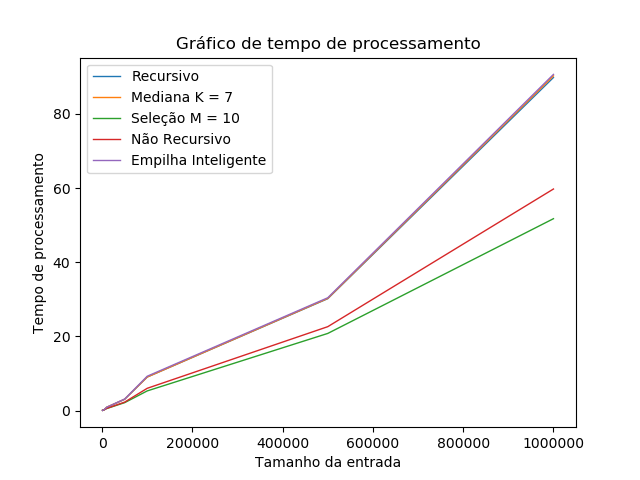 Gráfico de tempo de processamento
Recursivo
Mediana K = 7
Seleção M = 10
Não Recursivo
Empilha Inteligente
80
60
40
20
0
Tempo de processamento
0 200000 400000 600000 800000 1000000
Tamanho da entrada